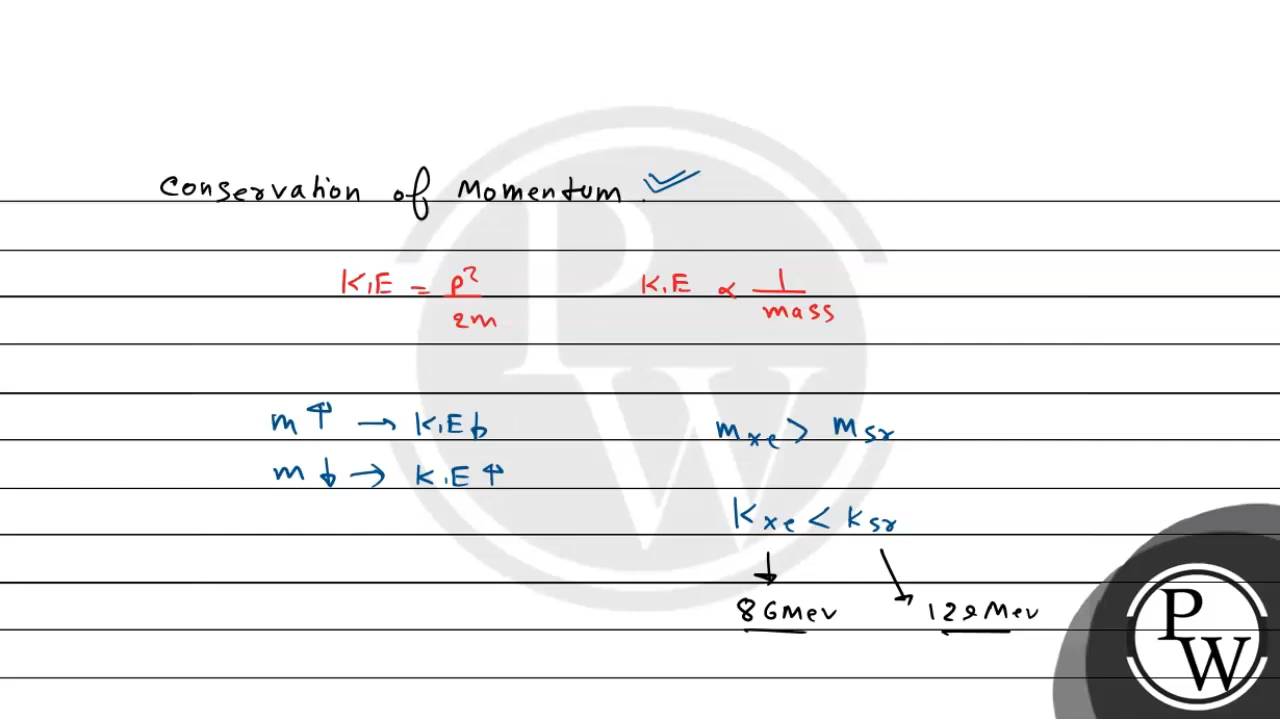 Conservation of Momentum.
K.E = p²/2m K.E ∝ 1/mass
m ↑ → K.E ↓ m_xe > m_sr
m ↓ → K.E ↑
K_xe < K_sr
↓ ↘
86 Mev 129 Mev
P
W
P
W